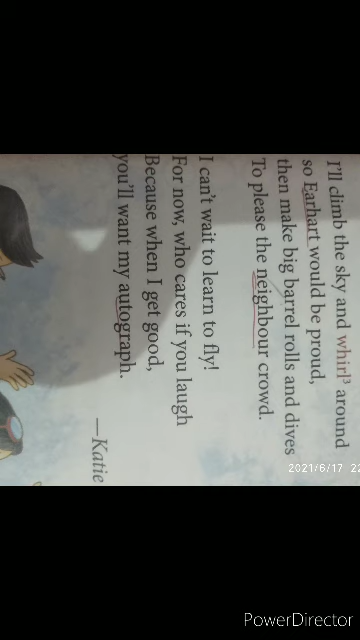 I'll climb the sky and whirl³ around
so Earhart would be proud,
then make big barrel rolls and dives
To please the neighbour crowd.
I can't wait to learn to fly!
For now, who cares if you laugh
Because when I get good,
you'll want my autograph.
—Katie
2021/6/17 22
PowerDirector